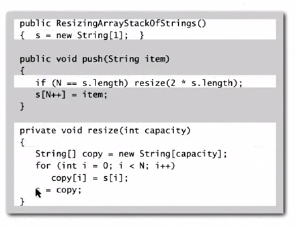 public ResizingArrayStackOfStrings()
{  s = new String[1];  }
public void push(String item)
{
if (N == s.length) resize(2 * s.length);
s[N++] = item;
}
private void resize(int capacity)
{
String[] copy = new String[capacity];
for (int i = 0; i < N; i++)
copy[i] = s[i];
s = copy;
}